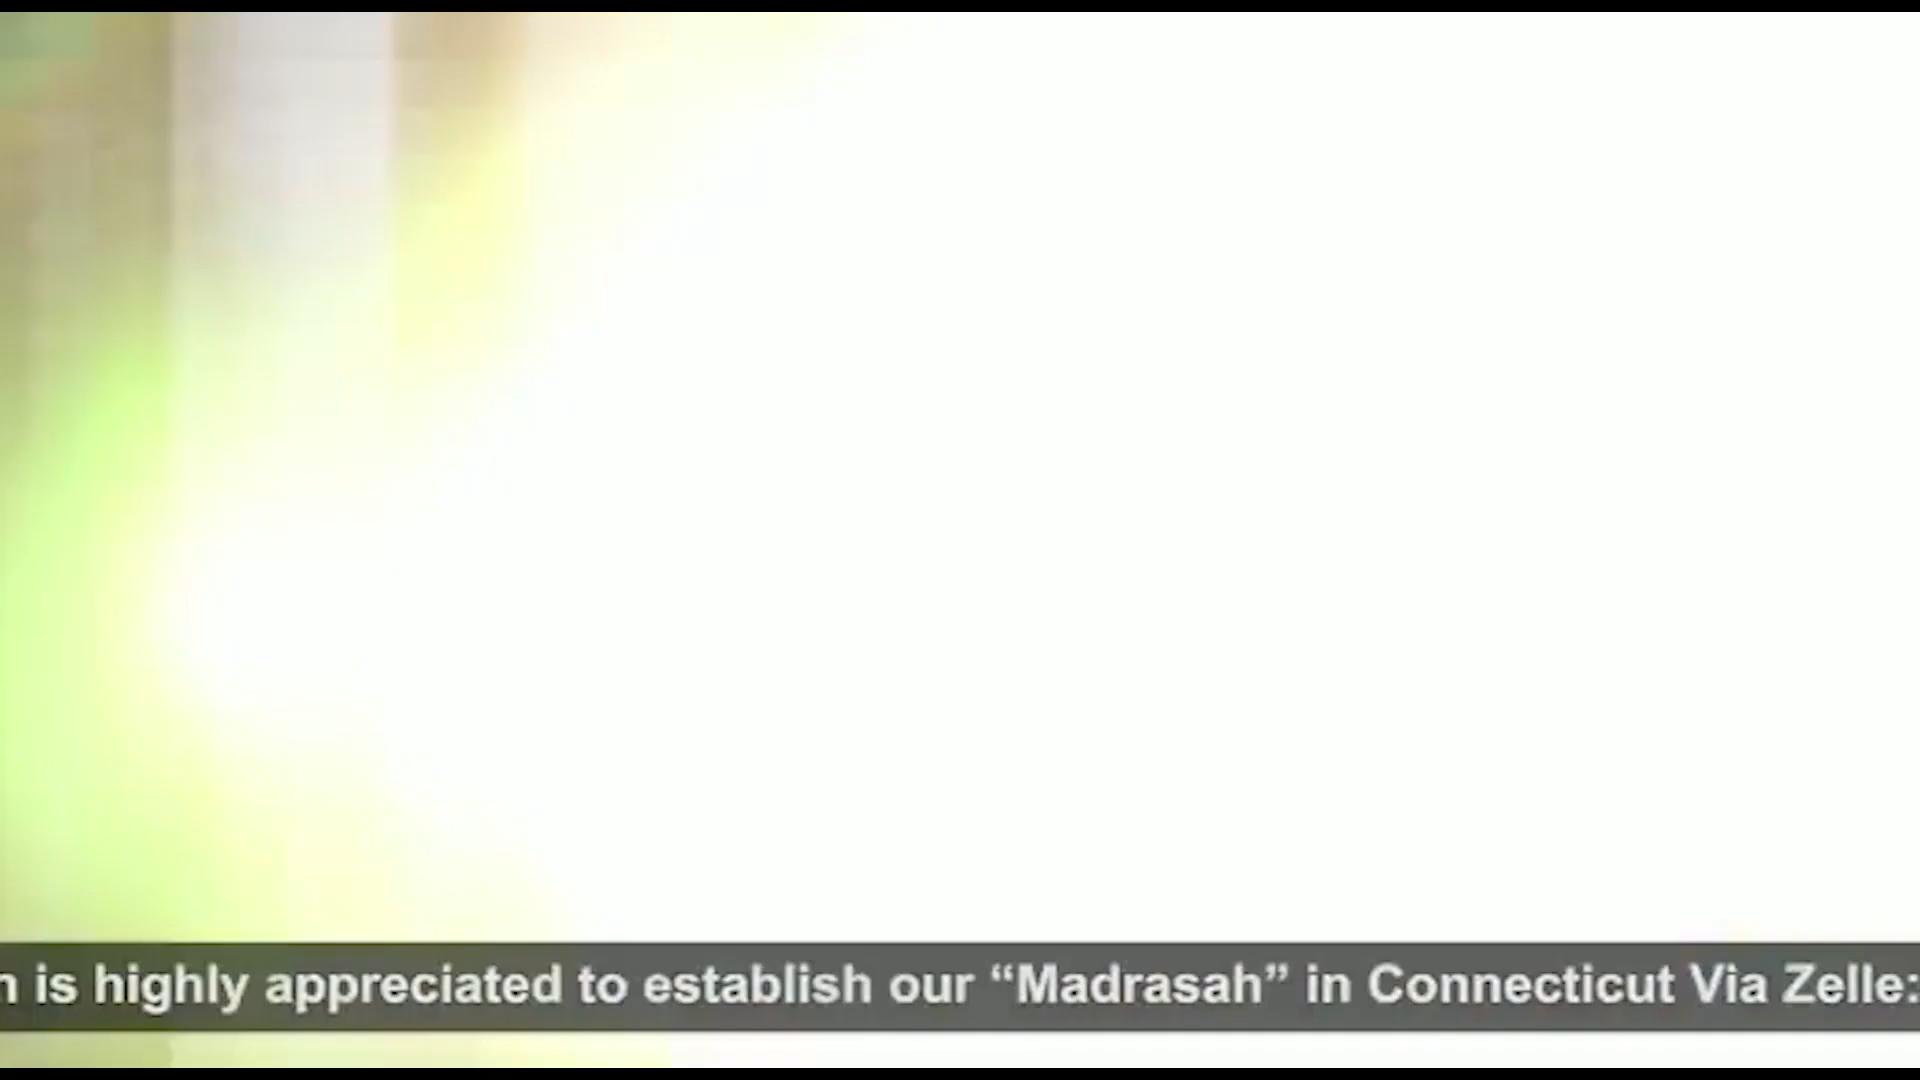 is highly appreciated to establish our “Madrasah” in Connecticut Via Zelle: